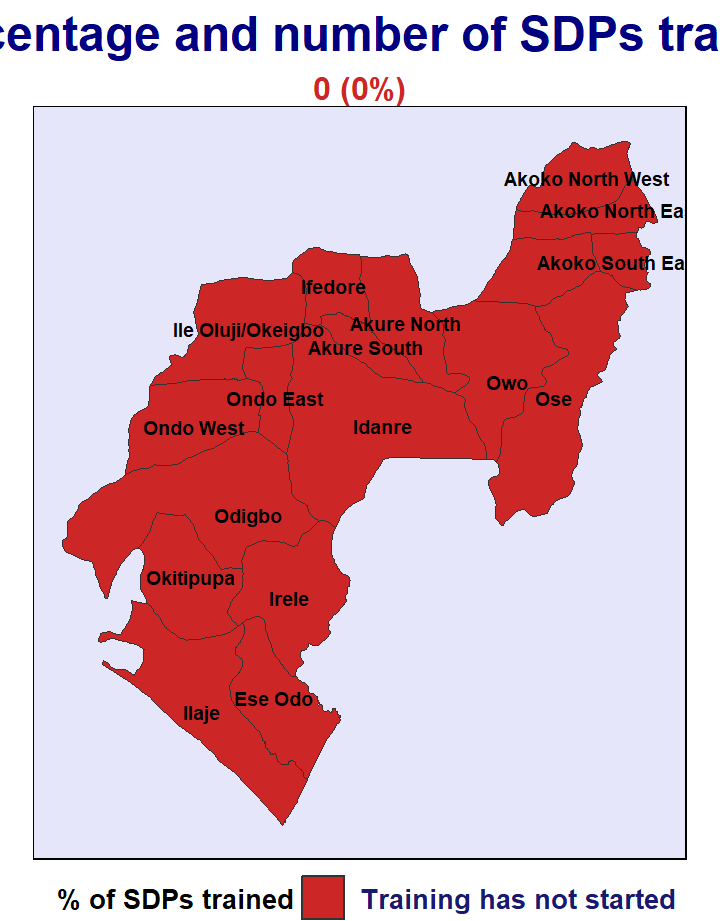 centage and number of SDPs tra
0 (0%)
Akoko North West
Akoko North Ea
Akoko South Ea
Ifedore
Ile Oluji/Okeigbo
Akure North
Akure South
Owo
Ondo East
Ose
Ondo West
Idanre
Odigbo
Okitipupa
Irele
Ese Odo
Ilaje
% of SDPs trained
Training has not started